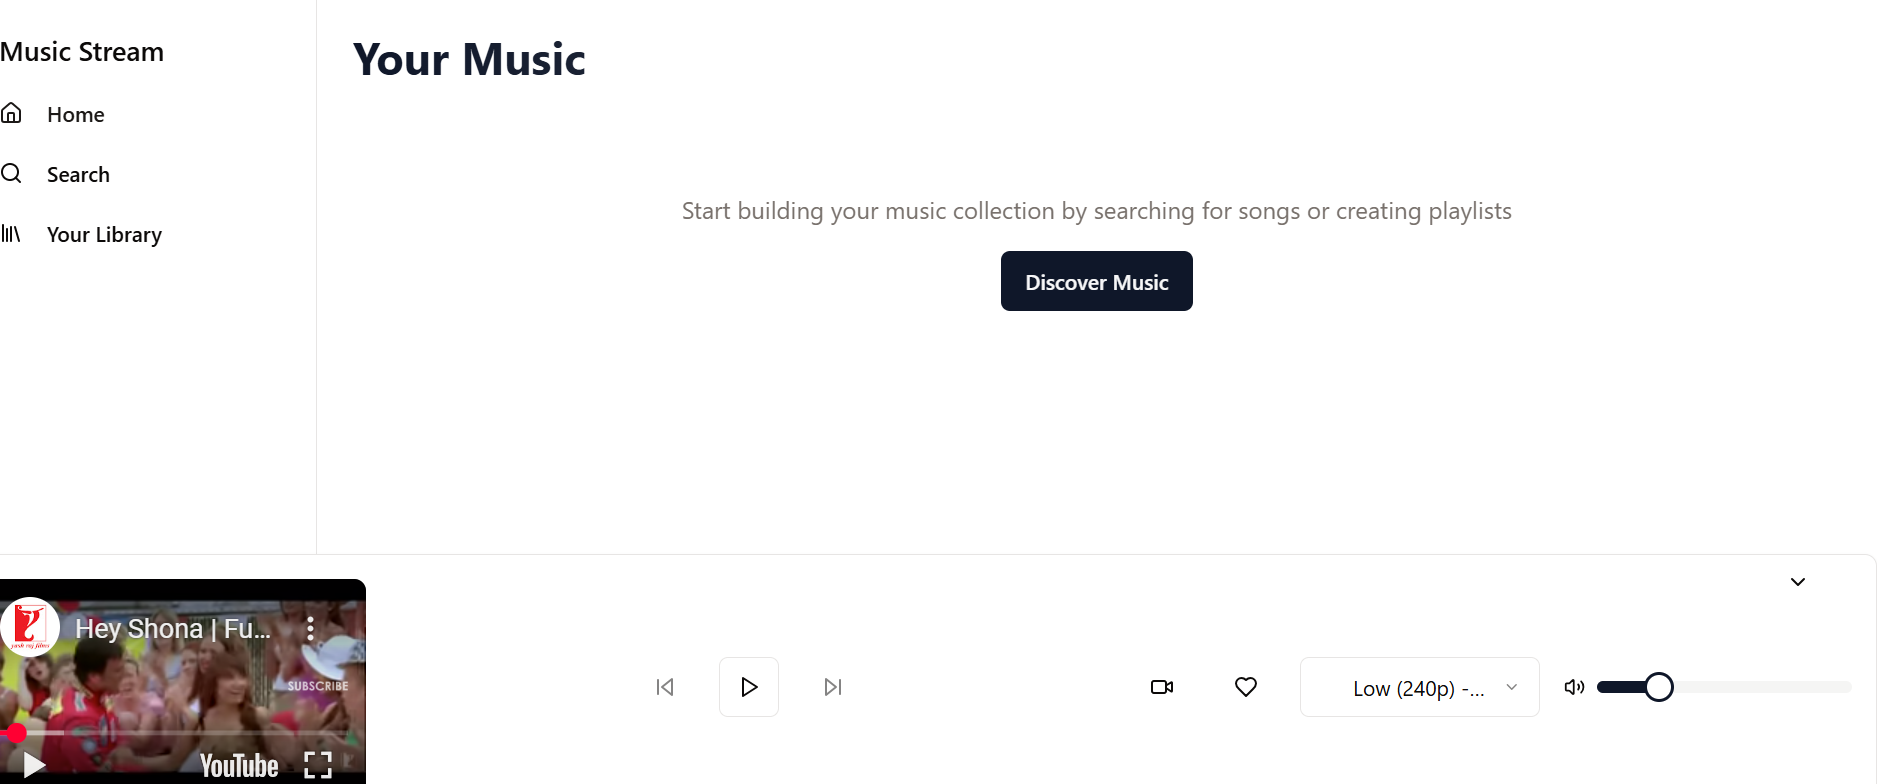 Music Stream
Home
Search
Your Library
Your Music
Start building your music collection by searching for songs or creating playlists
Discover Music
Hey Shona | Fu...
SUBSCRIBE
YouTube
Low (240p) -...